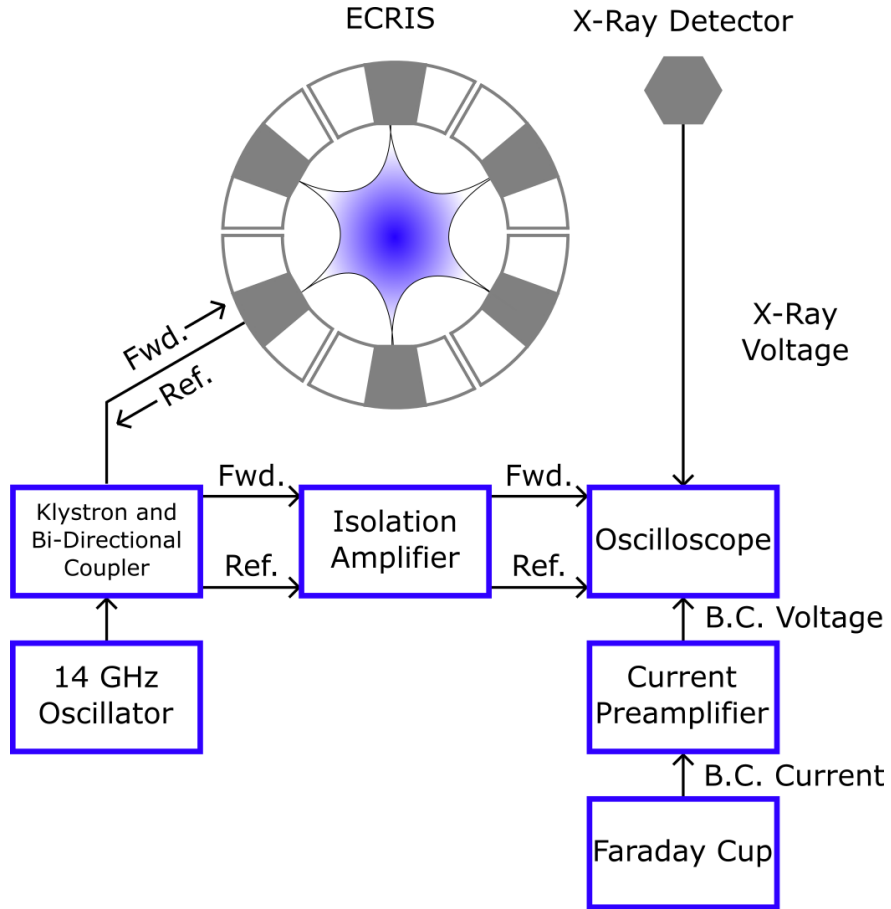 ECRIS
X-Ray Detector
X-Ray
Voltage
Fwd.
Ref.
Fwd.
Fwd.
Klystron and
Bi-Directional
Coupler
Isolation
Amplifier
Oscilloscope
Ref.
Ref.
B.C. Voltage
14 GHz
Oscillator
Current
Preamplifier
B.C. Current
Faraday Cup